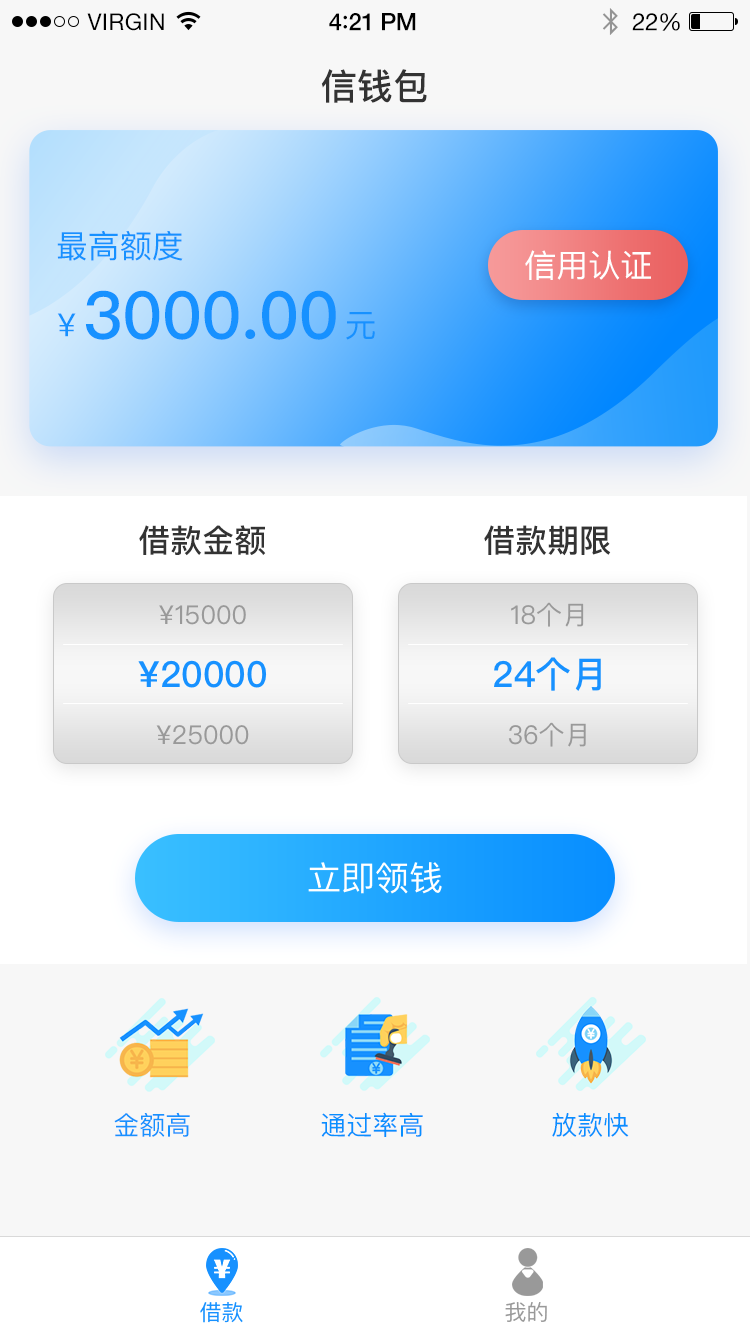 VIRGIN 4:21 PM 22%
信钱包
最高额度
¥ 3000.00 元
信用认证
借款金额 借款期限
¥15000 18个月
¥20000 24个月
¥25000 36个月
立即领钱
金额高 通过率高 放款快
借款 我的